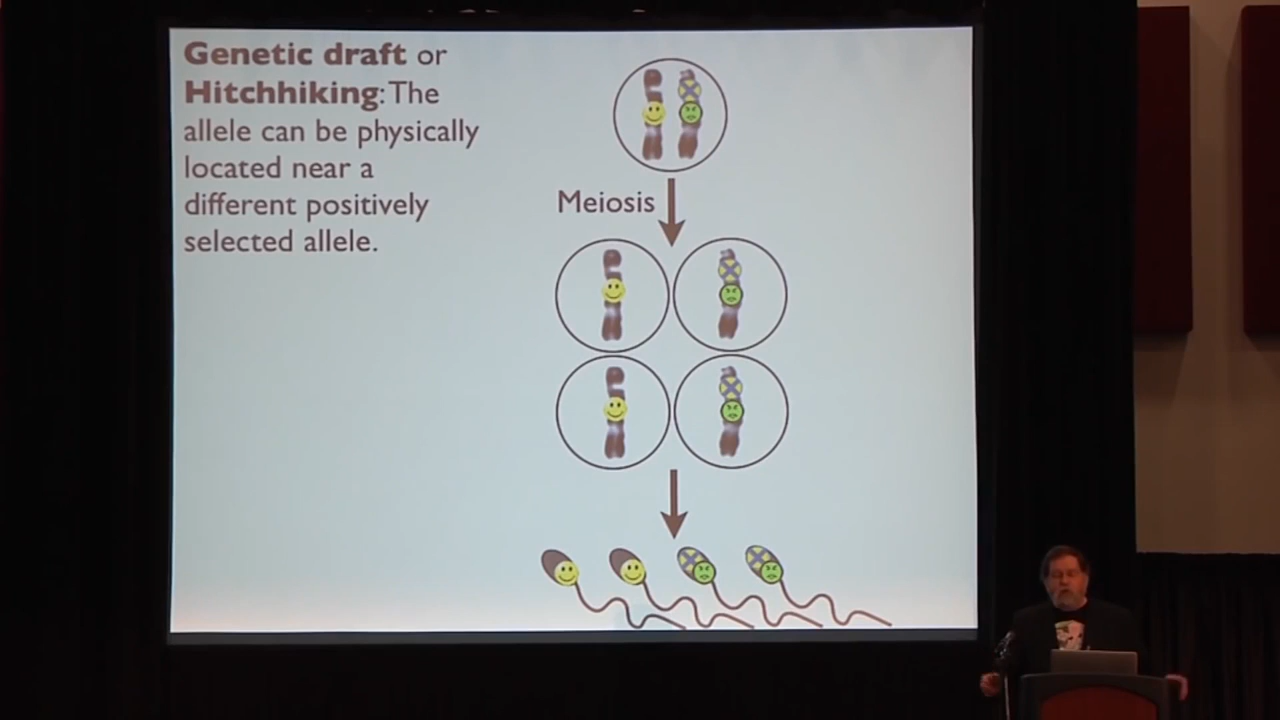 Genetic draft or
Hitchhiking: The
allele can be physically
located near a
different positively
selected allele.
Meiosis